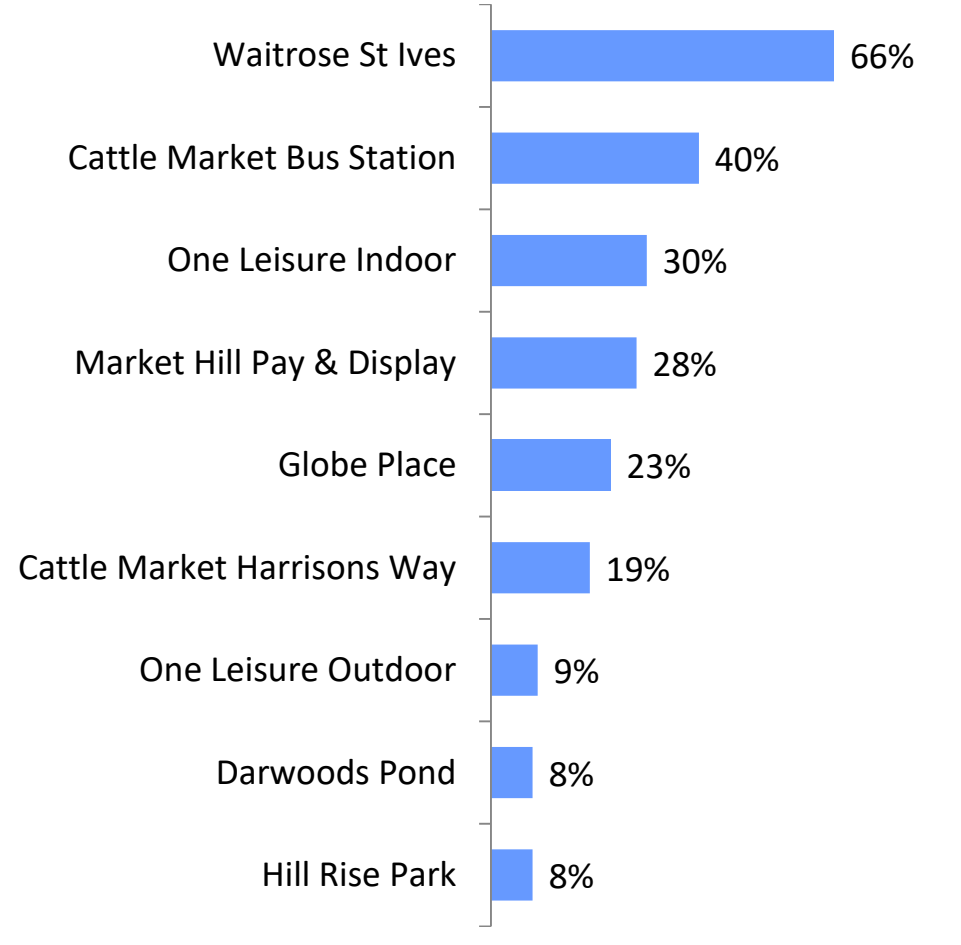 Waitrose St Ives 66%
Cattle Market Bus Station 40%
One Leisure Indoor 30%
Market Hill Pay & Display 28%
Globe Place 23%
Cattle Market Harrisons Way 19%
One Leisure Outdoor 9%
Darwoods Pond 8%
Hill Rise Park 8%